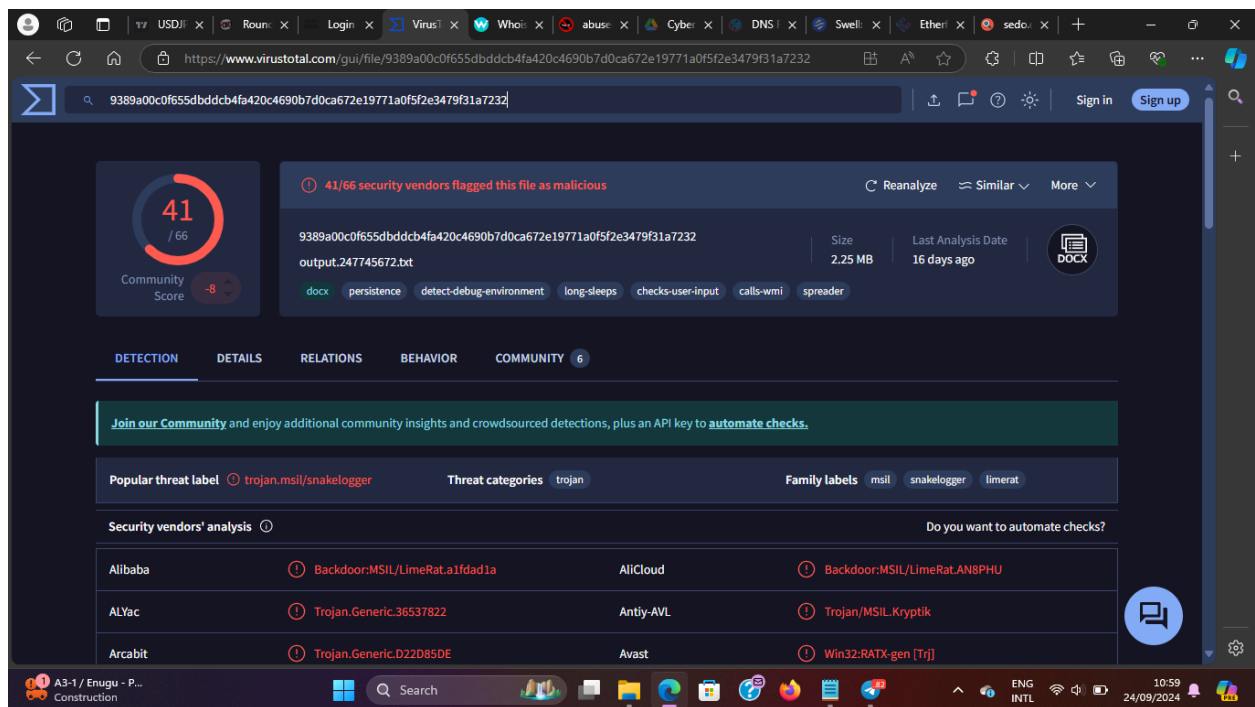 USDJF
Round
Login
VirusT
Whois
abuse
Cyber
DNS F
Swell:
Etherf
sedo.
https://www.virustotal.com/gui/file/9389a00c0f655dbddcb4fa420c4690b7d0ca672e19771a0f5f2e3479f31a7232
9389a00c0f655dbddcb4fa420c4690b7d0ca672e19771a0f5f2e3479f31a7232
Sign in
Sign up
41
/ 66
Community
Score
-8
41/66 security vendors flagged this file as malicious
Reanalyze
Similar
More
9389a00c0f655dbddcb4fa420c4690b7d0ca672e19771a0f5f2e3479f31a7232
output.247745672.txt
Size
2.25 MB
Last Analysis Date
16 days ago
DOCX
docx persistence detect-debug-environment long-sleeps checks-user-input calls-wmi spreader
DETECTION DETAILS RELATIONS BEHAVIOR COMMUNITY 6
Join our Community and enjoy additional community insights and crowdsourced detections, plus an API key to automate checks.
Popular threat label trojan.msil/snakelogger Threat categories trojan Family labels msil snakelogger limerat
Security vendors' analysis Do you want to automate checks?
Alibaba Backdoor:MSIL/LimeRat.a1fdad1a AliCloud Backdoor:MSIL/LimeRat.AN8PHU
ALYac Trojan.Generic.36537822 Antiy-AVL Trojan/MSIL.Kryptik
Arcabit Trojan.Generic.D22D85DE Avast Win32:RATX-gen [Trj]
1
A3-1 / Enugu - P...
Construction
Search
ENG
INTL
10:59
24/09/2024
PRE